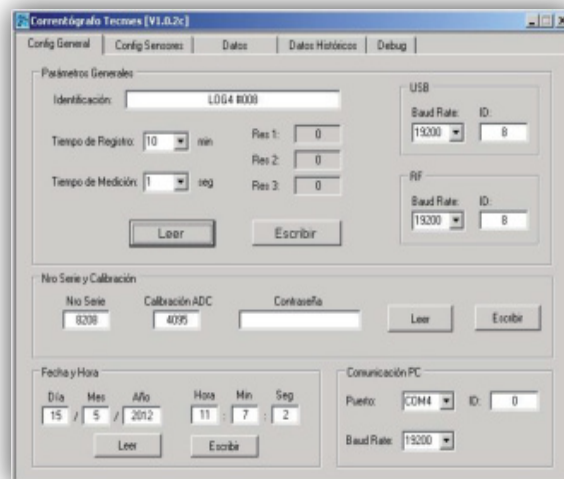 Correntógrafo Tecmes [V1.0.2c]
Config General Config Sensores Datos Datos Históricos Debug
Parámetros Generales
Identificación: LOG4 #008
Tiempo de Registro: 10 min
Tiempo de Medición: 1 seg
Res 1: 0
Res 2: 0
Res 3: 0
Leer Escribir
USB
Baud Rate: ID:
19200 8
RF
Baud Rate: ID:
19200 8
Nro Serie y Calibración
Nro Serie Calibración ADC Contraseña
8208 4095 Leer Escribir
Fecha y Hora
Día Mes Año Hora Min Seg
15 / 5 / 2012 11 : 7 : 2
Leer Escribir
Comunicación PC
Puerto: COM4 ID: 0
Baud Rate: 19200